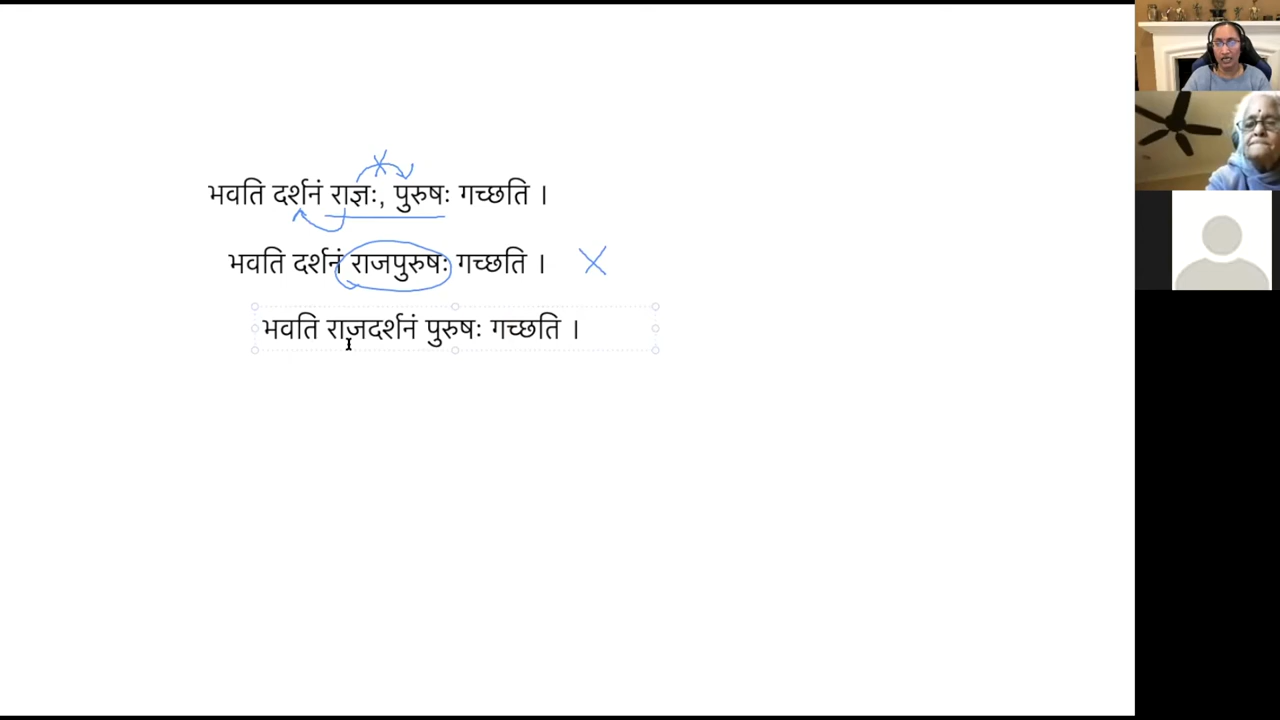 भवति दर्शनं राज्ञः, पुरुषः गच्छति ।
भवति दर्शनं राजपुरुषः गच्छति ।
भवति राजदर्शनं पुरुषः गच्छति ।